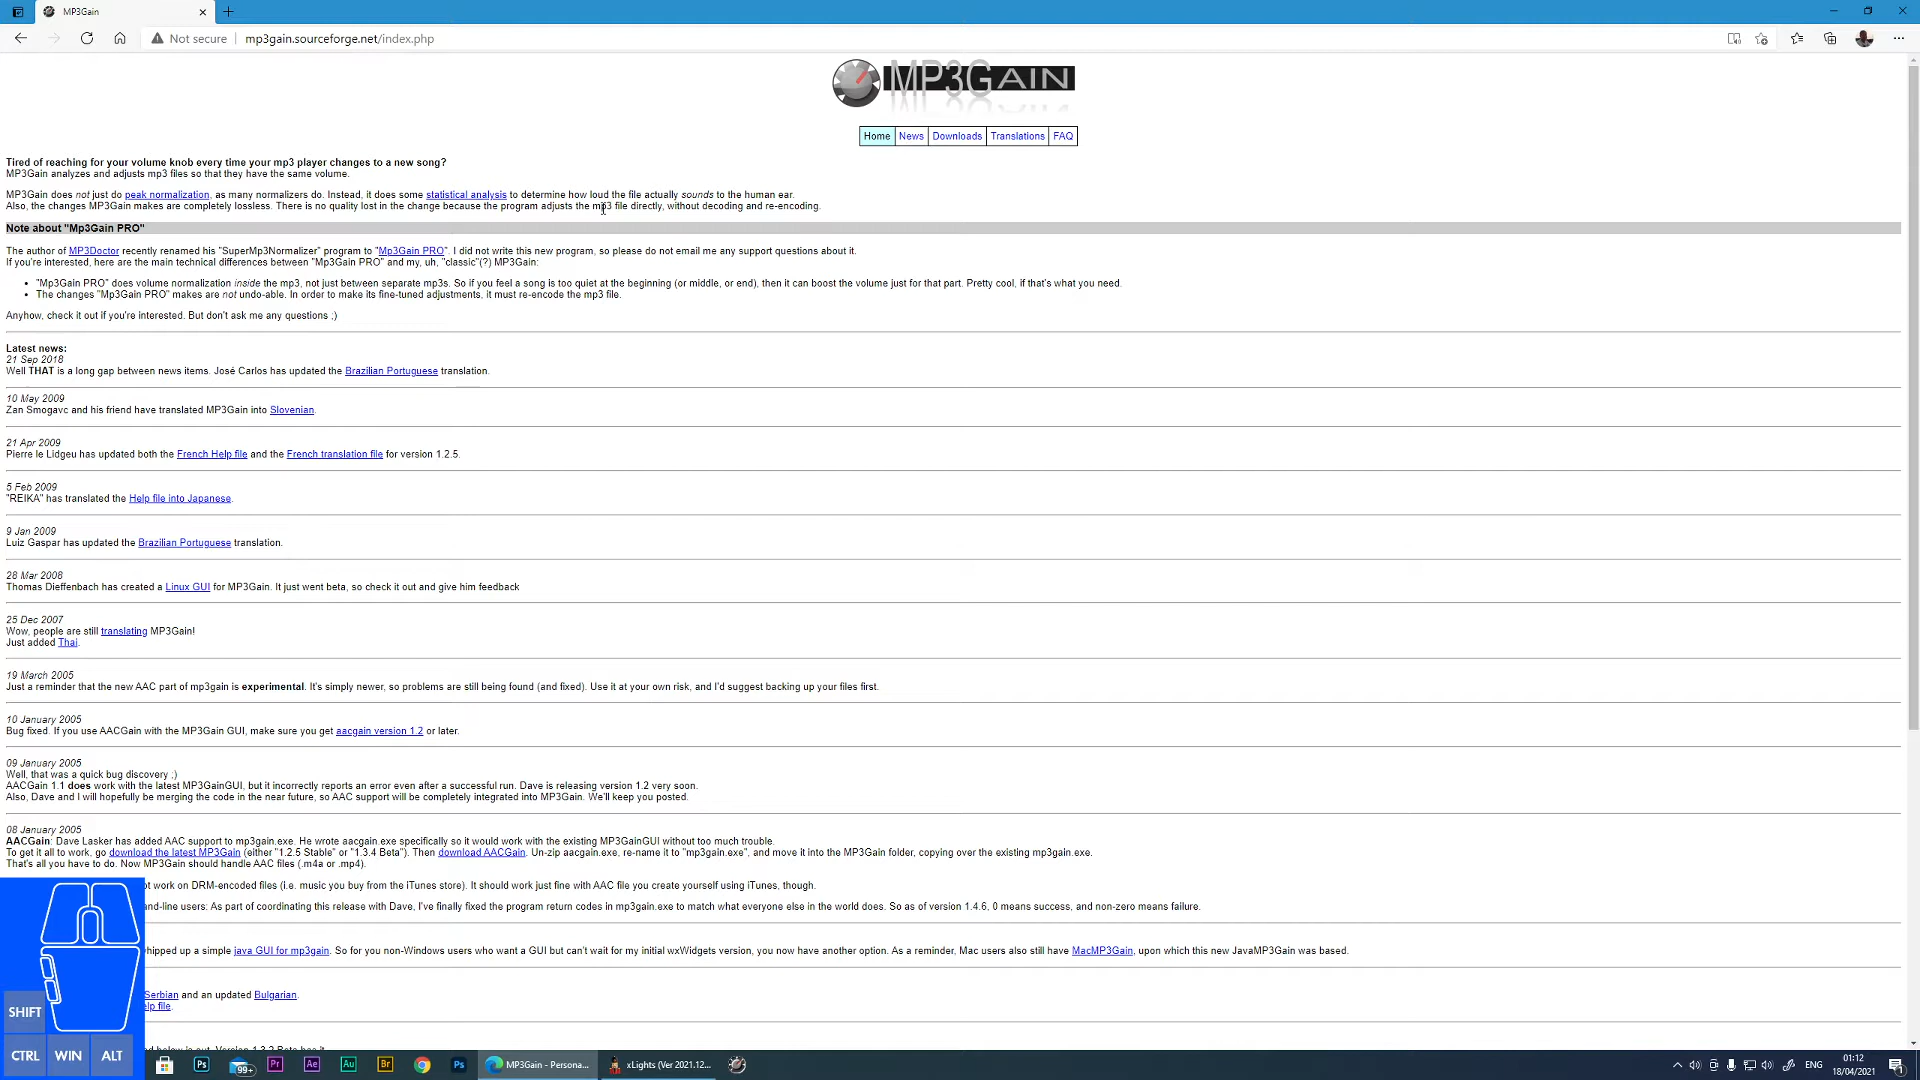 MP3Gain
Not secure
mp3gain.sourceforge.net/index.php
MP3GAIN
Home News Downloads Translations FAQ
Tired of reaching for your volume knob every time your mp3 player changes to a new song?
MP3Gain analyzes and adjusts mp3 files so that they have the same volume.
MP3Gain does not just do peak normalization, as many normalizers do. Instead, it does some statistical analysis to determine how loud the file actually sounds to the human ear.
Also, the changes MP3Gain makes are completely lossless. There is no quality lost in the change because the program adjusts the mp3 file directly, without decoding and re-encoding.
Note about "Mp3Gain PRO"
The author of MP3Doctor recently renamed his "SuperMp3Normalizer" program to "Mp3Gain PRO". I did not write this new program, so please do not email me any support questions about it.
If you're interested, here are the main technical differences between "Mp3Gain PRO" and my, uh, "classic"(?) MP3Gain:
• "Mp3Gain PRO" does volume normalization inside the mp3, not just between separate mp3s. So if you feel a song is too quiet at the beginning (or middle, or end), then it can boost the volume just for that part. Pretty cool, if that's what you need.
• The changes "Mp3Gain PRO" makes are not undo-able. In order to make its fine-tuned adjustments, it must re-encode the mp3 file.
Anyhow, check it out if you're interested. But don't ask me any questions ;)
Latest news:
21 Sep 2018
Well THAT is a long gap between news items. José Carlos has updated the Brazilian Portuguese translation.
10 May 2009
Zan Smogavc and his friend have translated MP3Gain into Slovenian.
21 Apr 2009
Pierre le Lidgeu has updated both the French Help file and the French translation file for version 1.2.5.
5 Feb 2009
"REIKA" has translated the Help file into Japanese.
9 Jan 2009
Luiz Gaspar has updated the Brazilian Portuguese translation.
28 Mar 2008
Thomas Dieffenbach has created a Linux GUI for MP3Gain. It just went beta, so check it out and give him feedback
25 Dec 2007
Wow, people are still translating MP3Gain!
Just added Thai.
19 March 2005
Just a reminder that the new AAC part of mp3gain is experimental. It's simply newer, so problems are still being found (and fixed). Use it at your own risk, and I'd suggest backing up your files first.
10 January 2005
Bug fixed. If you use AACGain with the MP3Gain GUI, make sure you get aacgain version 1.2 or later.
09 January 2005
Well, that was a quick bug discovery ;)
AACGain 1.1 does work with the latest MP3GainGUI, but it incorrectly reports an error even after a successful run. Dave is releasing version 1.2 very soon.
Also, Dave and I will hopefully be merging the code in the near future, so AAC support will be completely integrated into MP3Gain. We'll keep you posted.
08 January 2005
AACGain: Dave Lasker has added AAC support to mp3gain.exe. He wrote aacgain.exe specifically so it would work with the existing MP3GainGUI without too much trouble.
To get it all to work, go download the latest MP3Gain (either "1.2.5 Stable" or "1.3.4 Beta"). Then download AACGain. Un-zip aacgain.exe, re-name it to "mp3gain.exe", and move it into the MP3Gain folder, copying over the existing mp3gain.exe.
That's all you have to do. Now MP3Gain should handle AAC files (.m4a or .mp4).
ot work on DRM-encoded files (i.e. music you buy from the iTunes store). It should work just fine with AAC file you create yourself using iTunes, though.
and-line users: As part of coordinating this release with Dave, I've finally fixed the program return codes in mp3gain.exe to match what everyone else in the world does. So as of version 1.4.6, 0 means success, and non-zero means failure.
hipped up a simple java GUI for mp3gain. So for you non-Windows users who want a GUI but can't wait for my initial wxWidgets version, you now have another option. As a reminder, Mac users also still have MacMP3Gain, upon which this new JavaMP3Gain was based.
Serbian and an updated Bulgarian.
elp file.
SHIFT
CTRL WIN ALT
Ps 99+ Pr Ae Au Br Ps MP3Gain - Persona... xLights (Ver 2021.12... ENG 01:12
18/04/2021